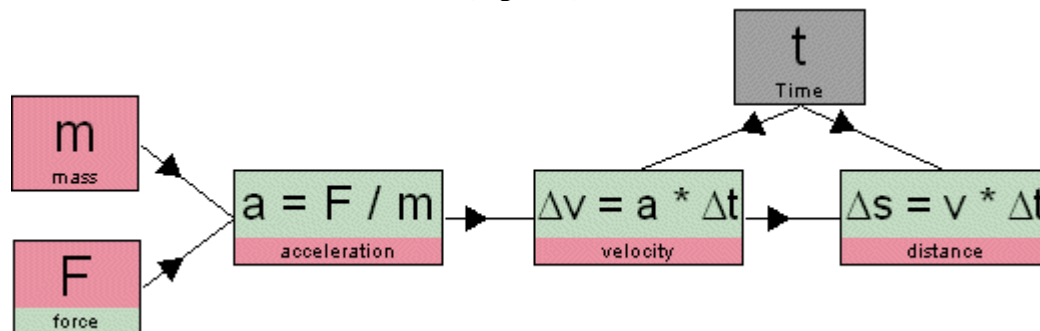 t
Time
m
mass
a = F / m
acceleration
Δv = a * Δt
velocity
Δs = v * Δt
distance
F
force